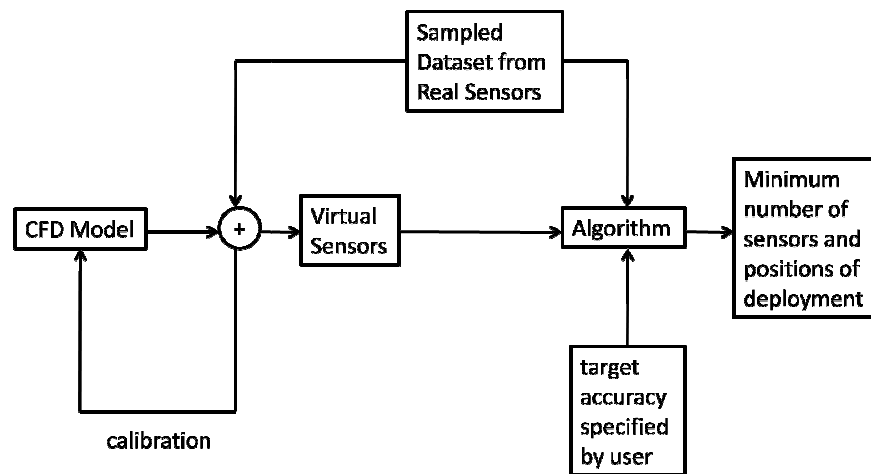 Sampled
Dataset from
Real Sensors
CFD Model
+
Virtual
Sensors
Algorithm
Minimum
number of
sensors and
positions of
deployment
target
accuracy
specified
by user
calibration